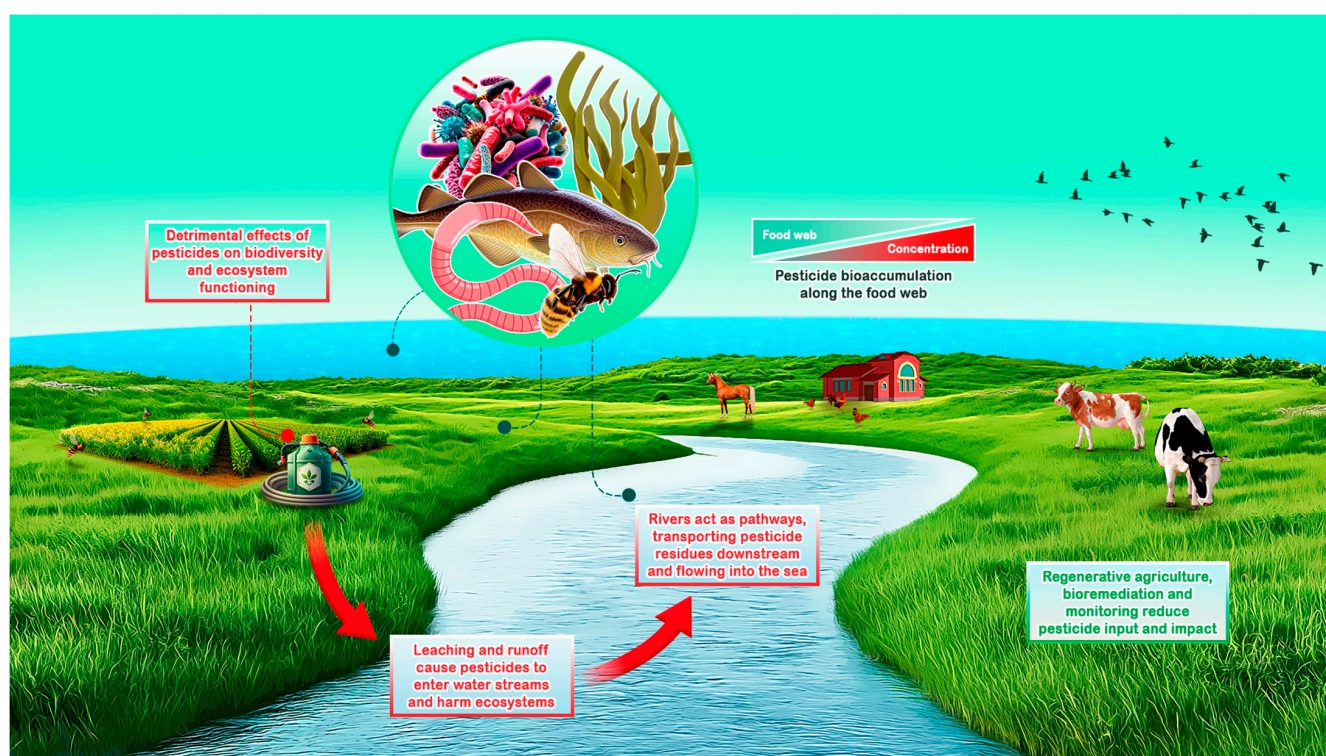 Detrimental effects of
pesticides on biodiversity
and ecosystem
functioning
Food web
Concentration
Pesticide bioaccumulation
along the food web
Rivers act as pathways,
transporting pesticide
residues downstream
and flowing into the sea
Regenerative agriculture,
bioremediation and
monitoring reduce
pesticide input and impact
Leaching and runoff
cause pesticides to
enter water streams
and harm ecosystems